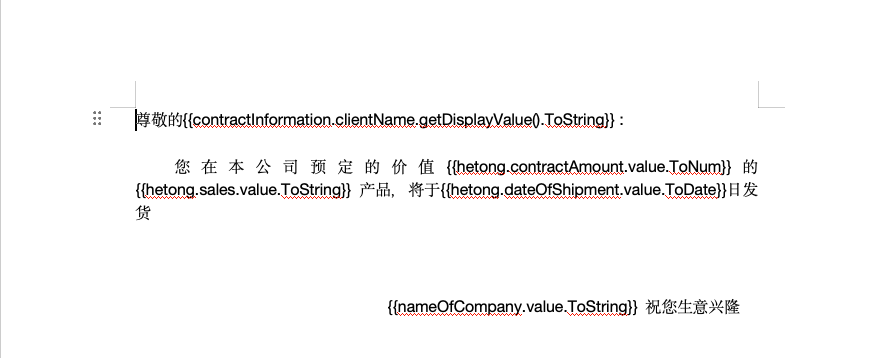 尊敬的{{contractInformation.clientName.getDisplayValue().ToString}}：
您在本公司预定的价值{{hetong.contractAmount.value.ToNum}}的
{{hetong.sales.value.ToString}} 产品，将于{{hetong.dateOfShipment.value.ToDate}}日发
货
{{nameOfCompany.value.ToString}} 祝您生意兴隆